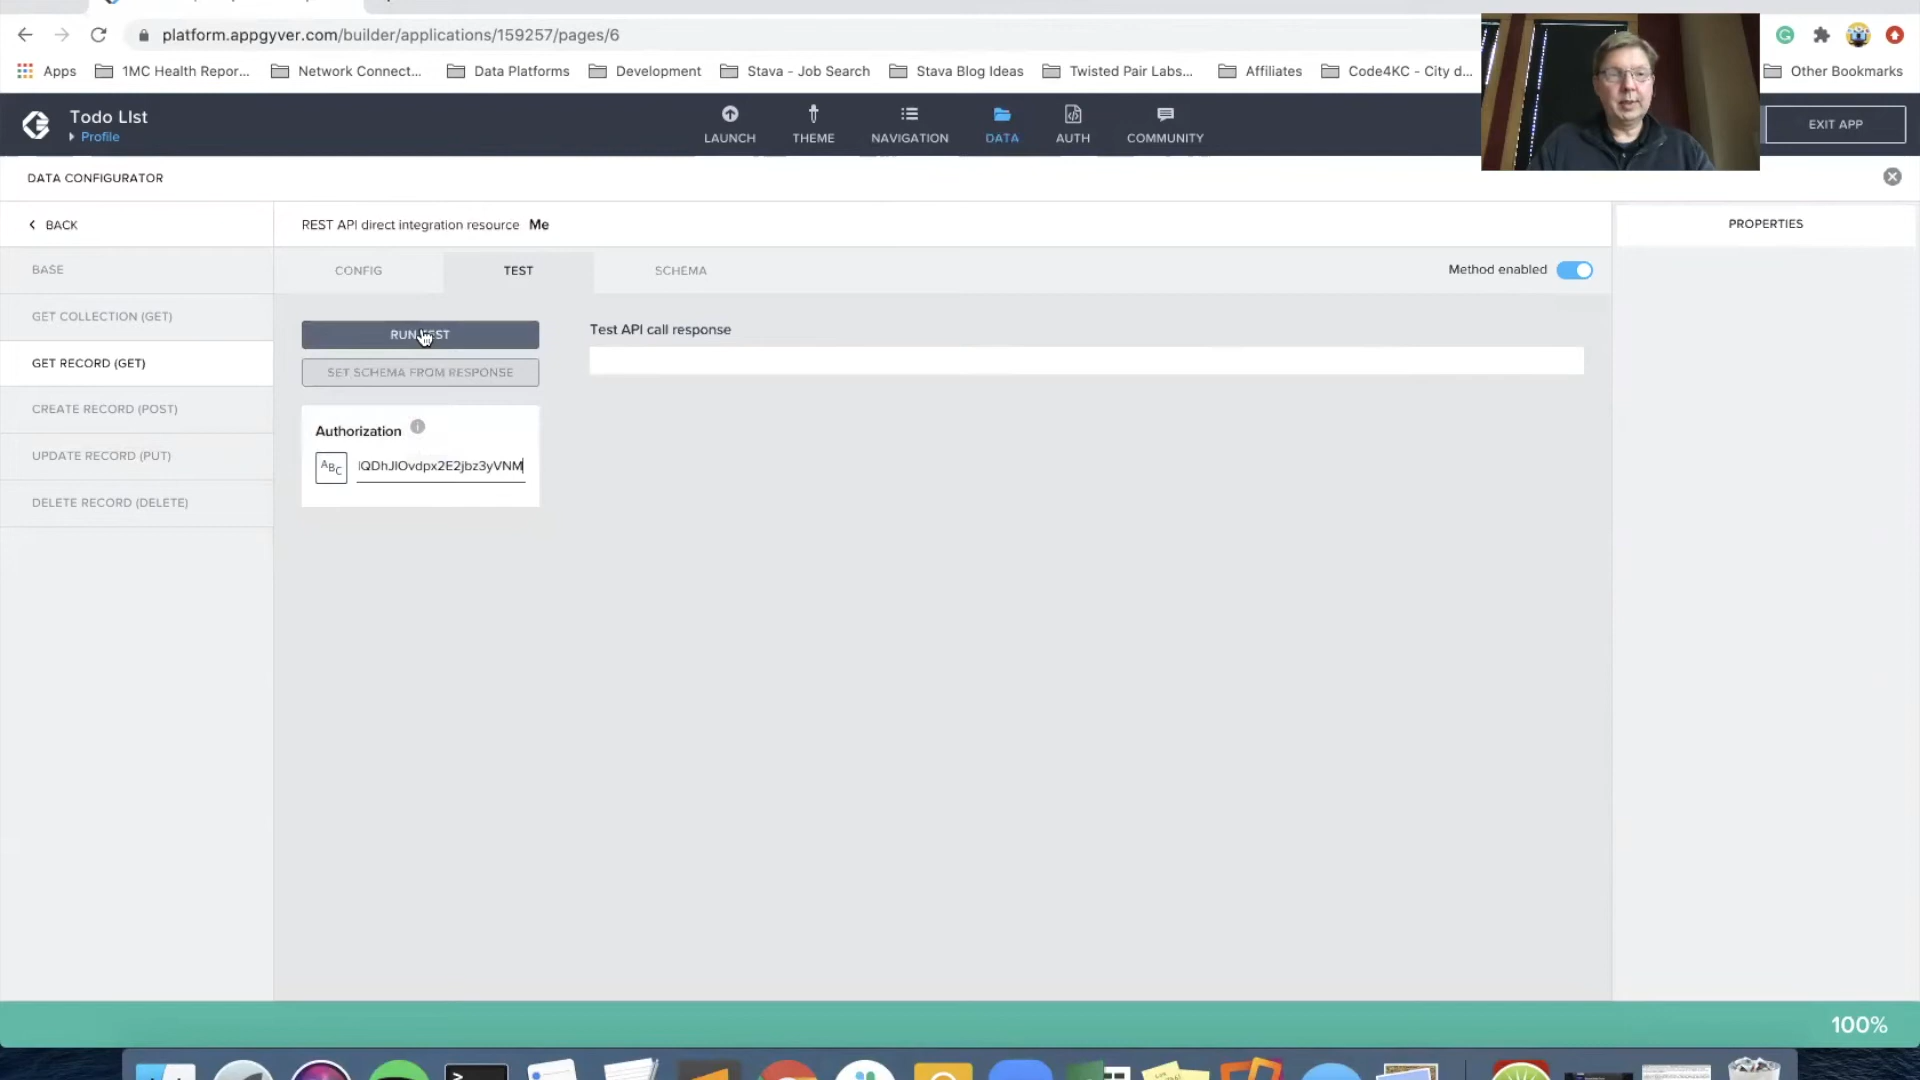 platform.appgyver.com/builder/applications/159257/pages/6
Apps
1MC Health Repor...
Network Connect...
Data Platforms
Development
Stava - Job Search
Stava Blog Ideas
Twisted Pair Labs...
Affiliates
Code4KC - City d...
Other Bookmarks
Todo LIst
Profile
LAUNCH
THEME
NAVIGATION
DATA
AUTH
COMMUNITY
EXIT APP
DATA CONFIGURATOR
BACK
REST API direct integration resource Me
PROPERTIES
BASE
CONFIG
TEST
SCHEMA
Method enabled
GET COLLECTION (GET)
RUN TEST
Test API call response
GET RECORD (GET)
SET SCHEMA FROM RESPONSE
CREATE RECORD (POST)
Authorization
UPDATE RECORD (PUT)
ABC
DELETE RECORD (DELETE)
100%